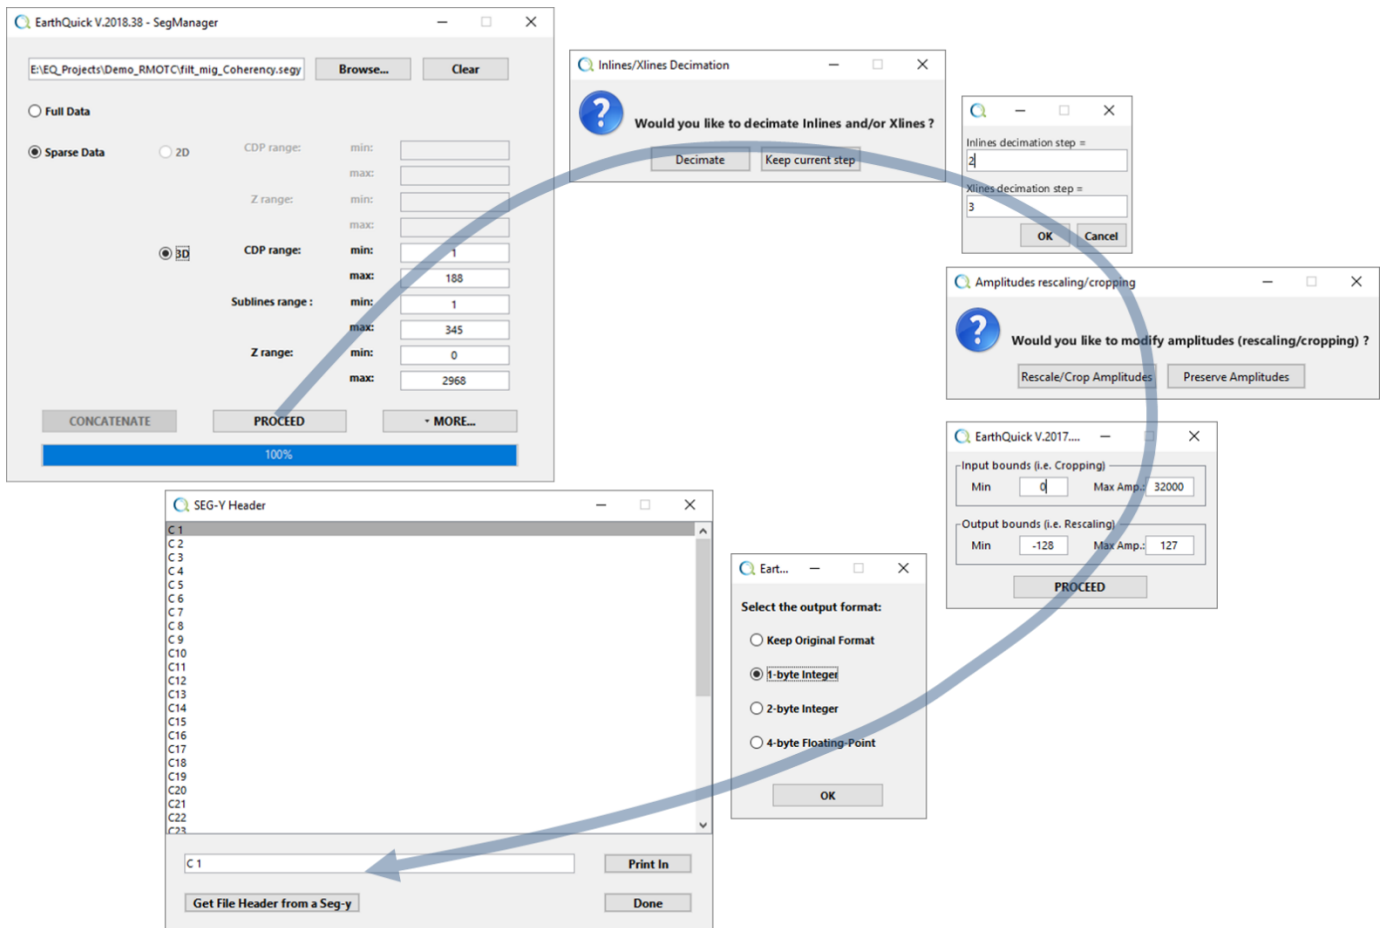 EarthQuick V.2018.38 - SegManager
E:\EQ_Projects\Demo_RMOTC\filt_mig_Coherency.segy Browse... Clear
Full Data
Sparse Data 2D CDP range: min:
max:
Z range: min:
max:
3D CDP range: min: 1
max: 188
Sublines range : min: 1
max: 345
Z range: min: 0
max: 2968
CONCATENATE PROCEED MORE...
100%
Inlines/Xlines Decimation
Would you like to decimate Inlines and/or Xlines ?
Decimate Keep current step
Inlines decimation step =
2
Xlines decimation step =
3
OK Cancel
Amplitudes rescaling/cropping
Would you like to modify amplitudes (rescaling/cropping) ?
Rescale/Crop Amplitudes Preserve Amplitudes
EarthQuick V.2017....
Input bounds (i.e. Cropping)
Min 0 Max Amp.: 32000
Output bounds (i.e. Rescaling)
Min -128 Max Amp.: 127
PROCEED
Eart...
Select the output format:
Keep Original Format
1-byte Integer
2-byte Integer
4-byte Floating-Point
OK
SEG-Y Header
C 1
C 2
C 3
C 4
C 5
C 6
C 7
C 8
C 9
C10
C11
C12
C13
C14
C15
C16
C17
C18
C19
C20
C21
C22
C23
C 1 Print In
Get File Header from a Seg-y Done